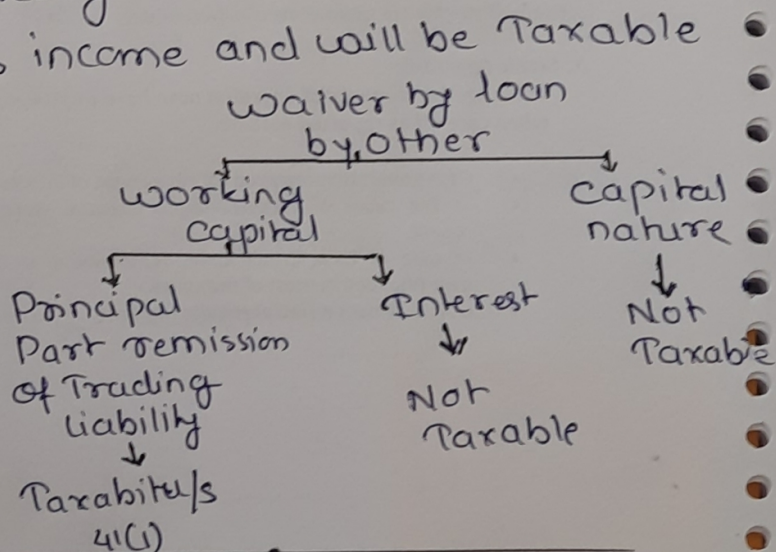 income and will be Taxable
waiver by loan
by, other
working
capital
capital
nature
Principal
Part remission
of Trading
liability
Interest
Not
Taxable
Not
Taxable
Taxabity/s
41(1)